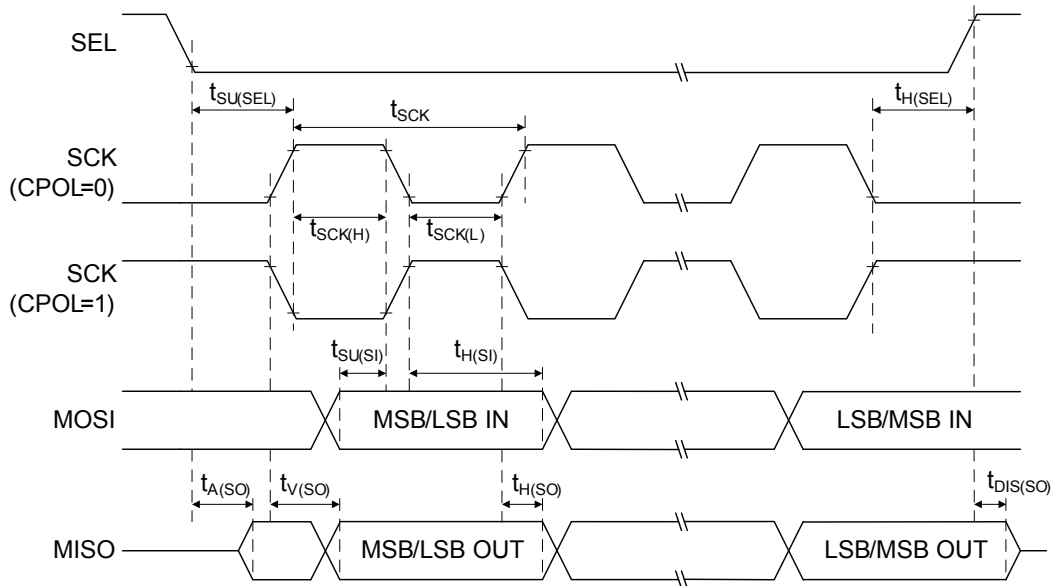 SEL
tSU(SEL)
tSCK
tH(SEL)
SCK
(CPOL=0)
tSCK(H)
tSCK(L)
SCK
(CPOL=1)
tSU(SI)
tH(SI)
MOSI
MSB/LSB IN
LSB/MSB IN
tA(SO)
tV(SO)
tH(SO)
tDIS(SO)
MISO
MSB/LSB OUT
LSB/MSB OUT